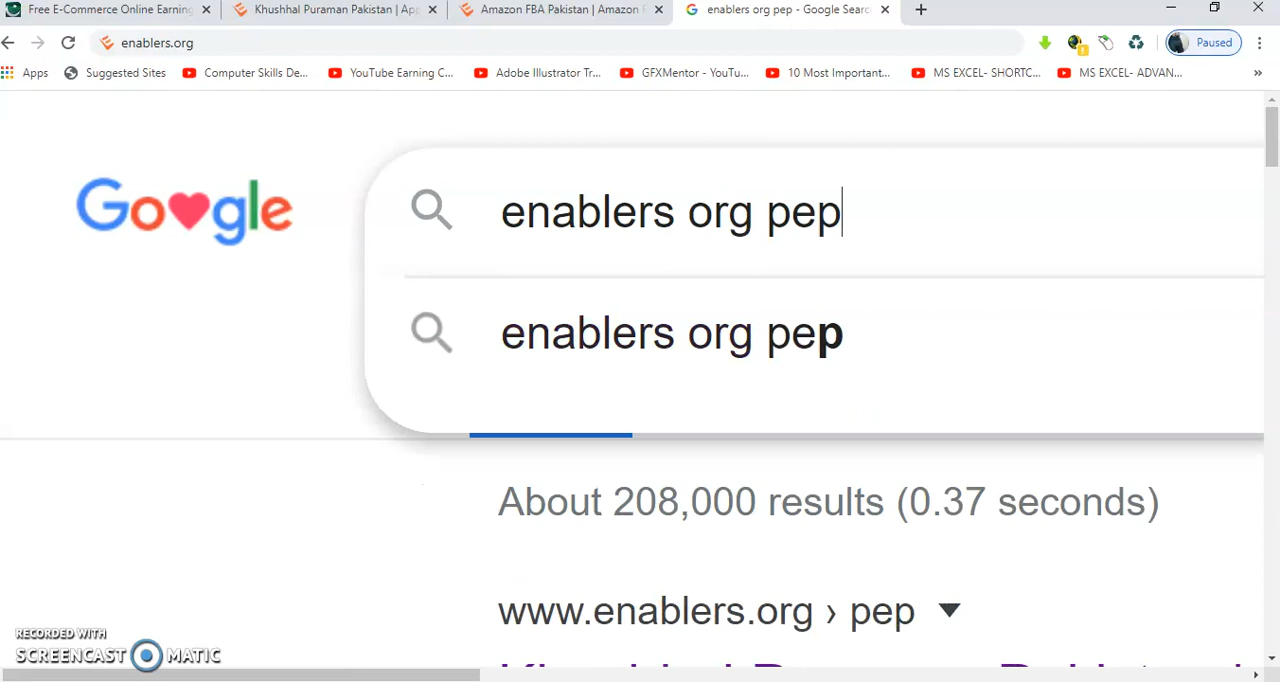 Free E-Commerce Online Earning
Khushhal Puraman Pakistan | App
Amazon FBA Pakistan | Amazon F
enablers org pep - Google Searc
enablers.org
Paused
Apps
Suggested Sites
Computer Skills De...
YouTube Earning C...
Adobe Illustrator Tr...
GFXMentor - YouTu...
10 Most Important...
MS EXCEL- SHORTC...
MS EXCEL- ADVAN...
»
Go♥gle
enablers org pep
enablers org pep
About 208,000 results (0.37 seconds)
www.enablers.org › pep
RECORDED WITH
SCREENCAST MATIC